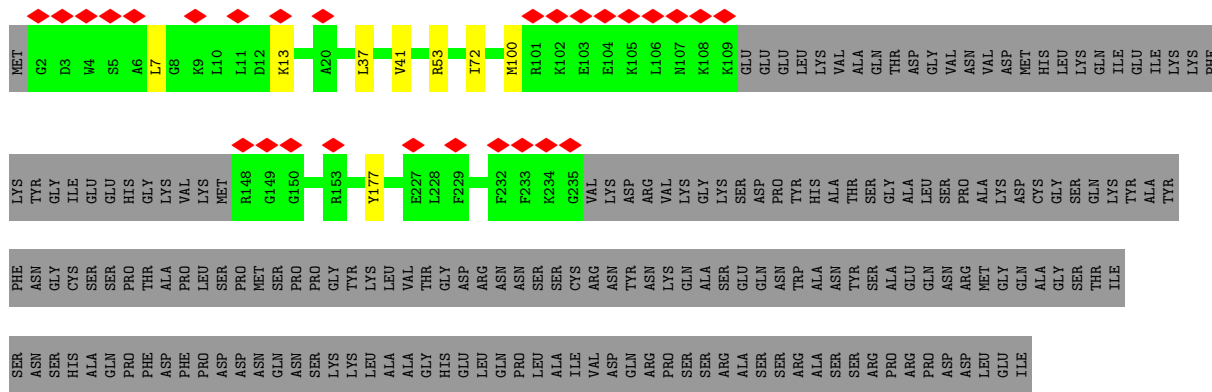 MET G2 D3 W4 S5 A6 L7 G8 K9 L10 L11 D12 K13 A20 L37 V41 R53 I72 M100 R101 K102 E103 E104 K105 L106 N107 K108 K109 GLU GLU GLU LEU LYS VAL ALA GLN THR ASP GLY VAL ASN VAL ASP MET HIS LEU LYS GLN ILE GLU ILE LYS LYS PHE
LYS TYR GLY ILE GLU GLU HIS GLY LYS VAL LYS MET R148 G149 G150 R153 Y177 E227 L228 F229 F232 F233 K234 G235 VAL LYS ASP ARG VAL LYS GLY LYS SER ASP PRO TYR HIS ALA THR SER GLY ALA LEU SER PRO ALA LYS ASP CYS GLY SER GLN LYS TYR ALA TYR
PHE ASN GLY CYS SER SER PRO THR ALA PRO LEU SER PRO MET SER PRO PRO GLY TYR LYS LEU VAL THR GLY ASP ARG ASN ASN SER SER CYS ARG ASN TYR ASN LYS GLN ALA SER GLU GLN ASN TRP ALA ASN TYR SER ALA GLU GLN ASN ARG MET GLY GLN ALA GLY SER THR ILE
SER ASN SER HIS ALA GLN PRO PHE ASP PHE PRO ASP ASP ASN GLN ASN SER LYS LYS LEU ALA ALA GLY HIS GLU LEU GLN PRO LEU ALA ILE VAL ASP GLN ARG PRO SER SER ARG ALA SER SER ARG ALA SER SER ARG PRO ARG PRO ASP ASP LEU GLU ILE